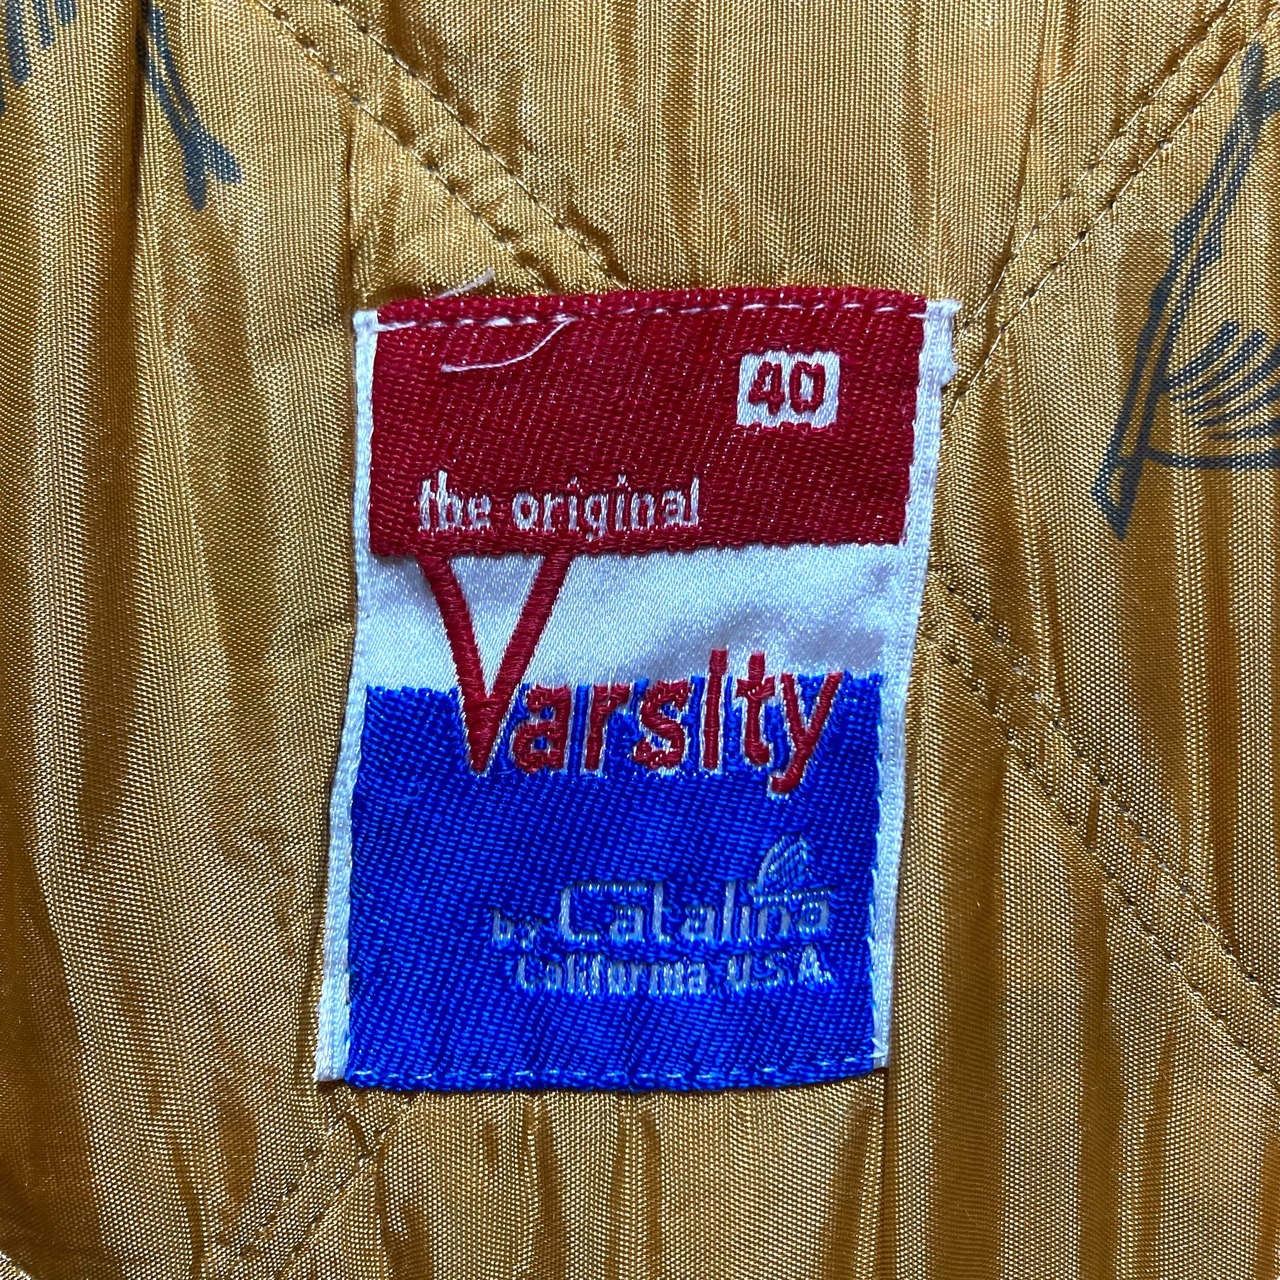 40
the original
Varsity
by Catalina
California, U.S.A.